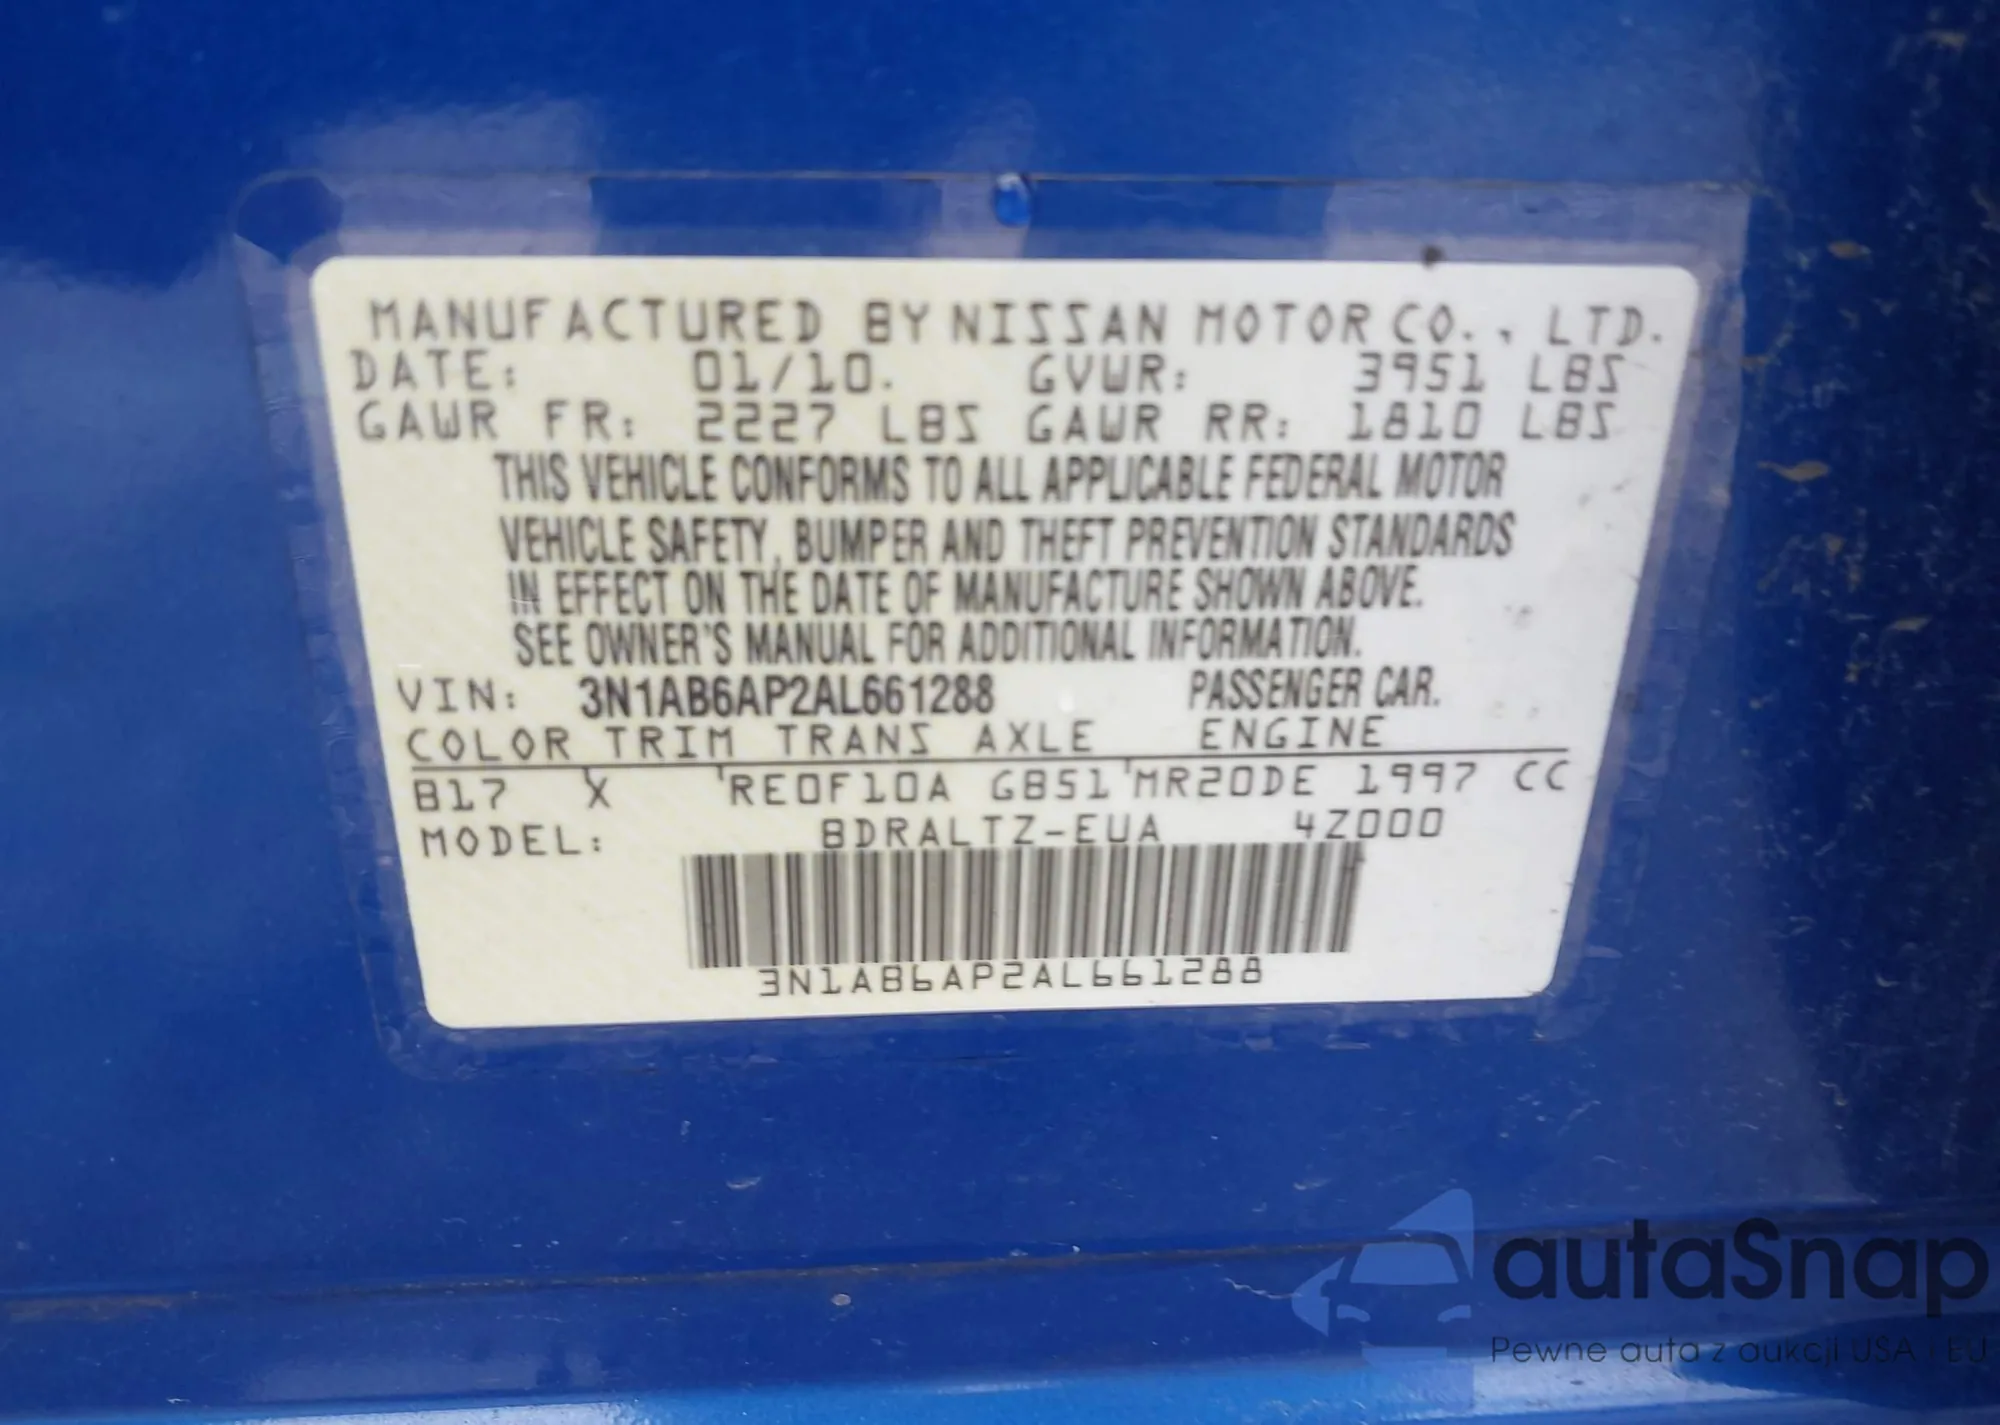 MANUFACTURED BY NISSAN MOTOR CO., LTD.
DATE: 01/10. GVWR: 3951 LBS
GAWR FR: 2227 LBS GAWR RR: 1810 LBS
THIS VEHICLE CONFORMS TO ALL APPLICABLE FEDERAL MOTOR
VEHICLE SAFETY, BUMPER AND THEFT PREVENTION STANDARDS
IN EFFECT ON THE DATE OF MANUFACTURE SHOWN ABOVE.
SEE OWNER'S MANUAL FOR ADDITIONAL INFORMATION.
VIN: 3N1AB6AP2AL661288 PASSENGER CAR.
COLOR TRIM TRANS AXLE ENGINE
B17 X RE0F10A GB51 MR20DE 1997 CC
MODEL: BDRALTZ-EUA 4Z000
3N1AB6AP2AL661288
autaSnap
Pewne auta z aukcji USA i EU